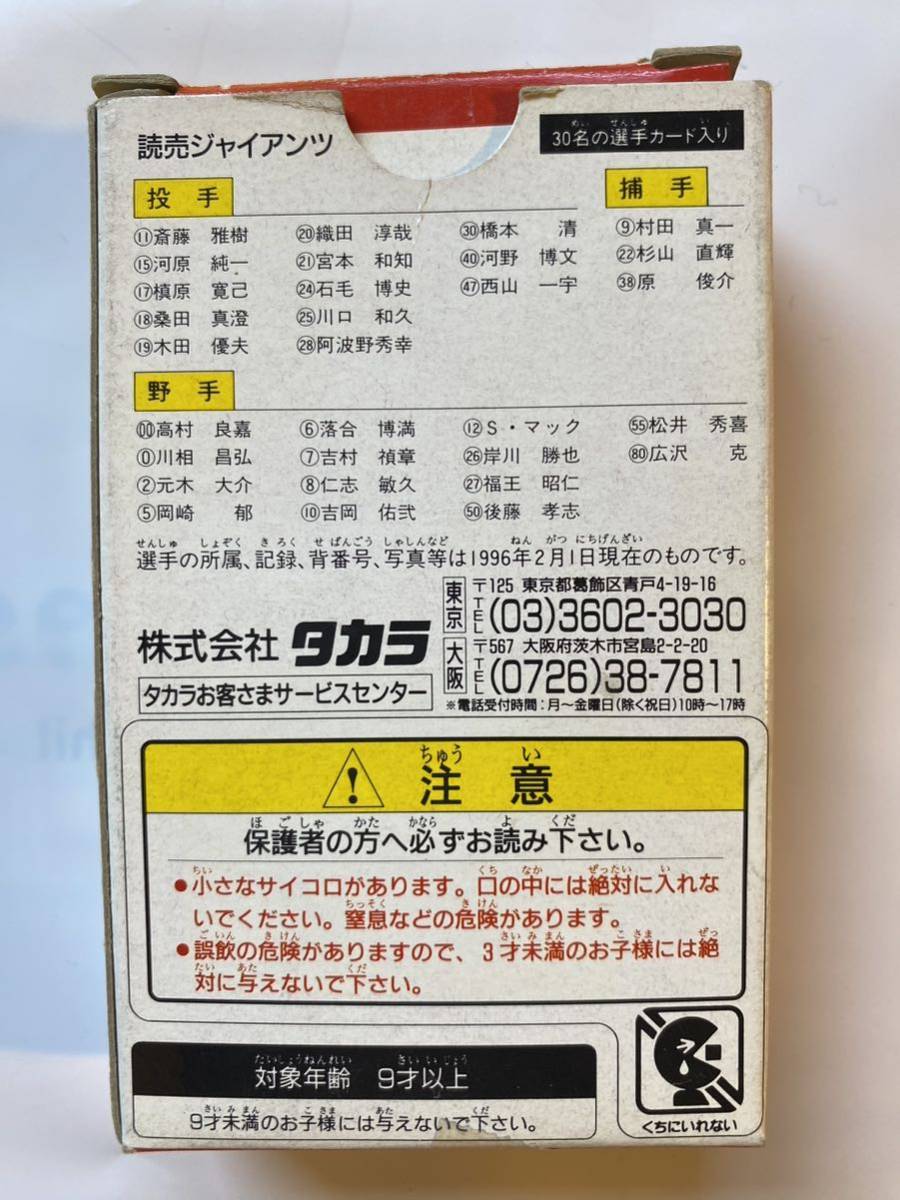 読売ジャイアンツ
30名の選手カード入り
投手
⑪斎藤 雅樹
⑮河原 純一
⑰槙原 寛己
⑱桑田 真澄
⑲木田 優夫
⑳織田 淳哉
㉑宮本 和知
㉔石毛 博史
㉕川口 和久
㉘阿波野秀幸
㉚橋本 清
㊵河野 博文
㊼西山 一宇
捕手
⑨村田 真一
㉒杉山 直輝
㊳原 俊介
野手
00高村 良嘉
⓪川相 昌弘
②元木 大介
⑤岡崎 郁
⑥落合 博満
⑦吉村 禎章
⑧仁志 敏久
⑩吉岡 佑弐
⑫S・マック
㉖岸川 勝也
㉗福王 昭仁
㊿後藤 孝志
55松井 秀喜
80広沢 克
選手の所属、記録、背番号、写真等は1996年2月1日現在のものです。
株式会社 タカラ
タカラお客さまサービスセンター
東京 〒125 東京都葛飾区青戸4-19-16
TEL (03)3602-3030
大阪 〒567 大阪府茨木市宮島2-2-20
TEL (0726)38-7811
※電話受付時間:月〜金曜日(除く祝日)10時〜17時
注意
保護者の方へ必ずお読み下さい。
●小さなサイコロがあります。口の中には絶対に入れな
いでください。窒息などの危険があります。
●誤飲の危険がありますので、3才未満のお子様には絶
対に与えないで下さい。
対象年齢 9才以上
9才未満のお子様には与えないで下さい。
くちにいれない